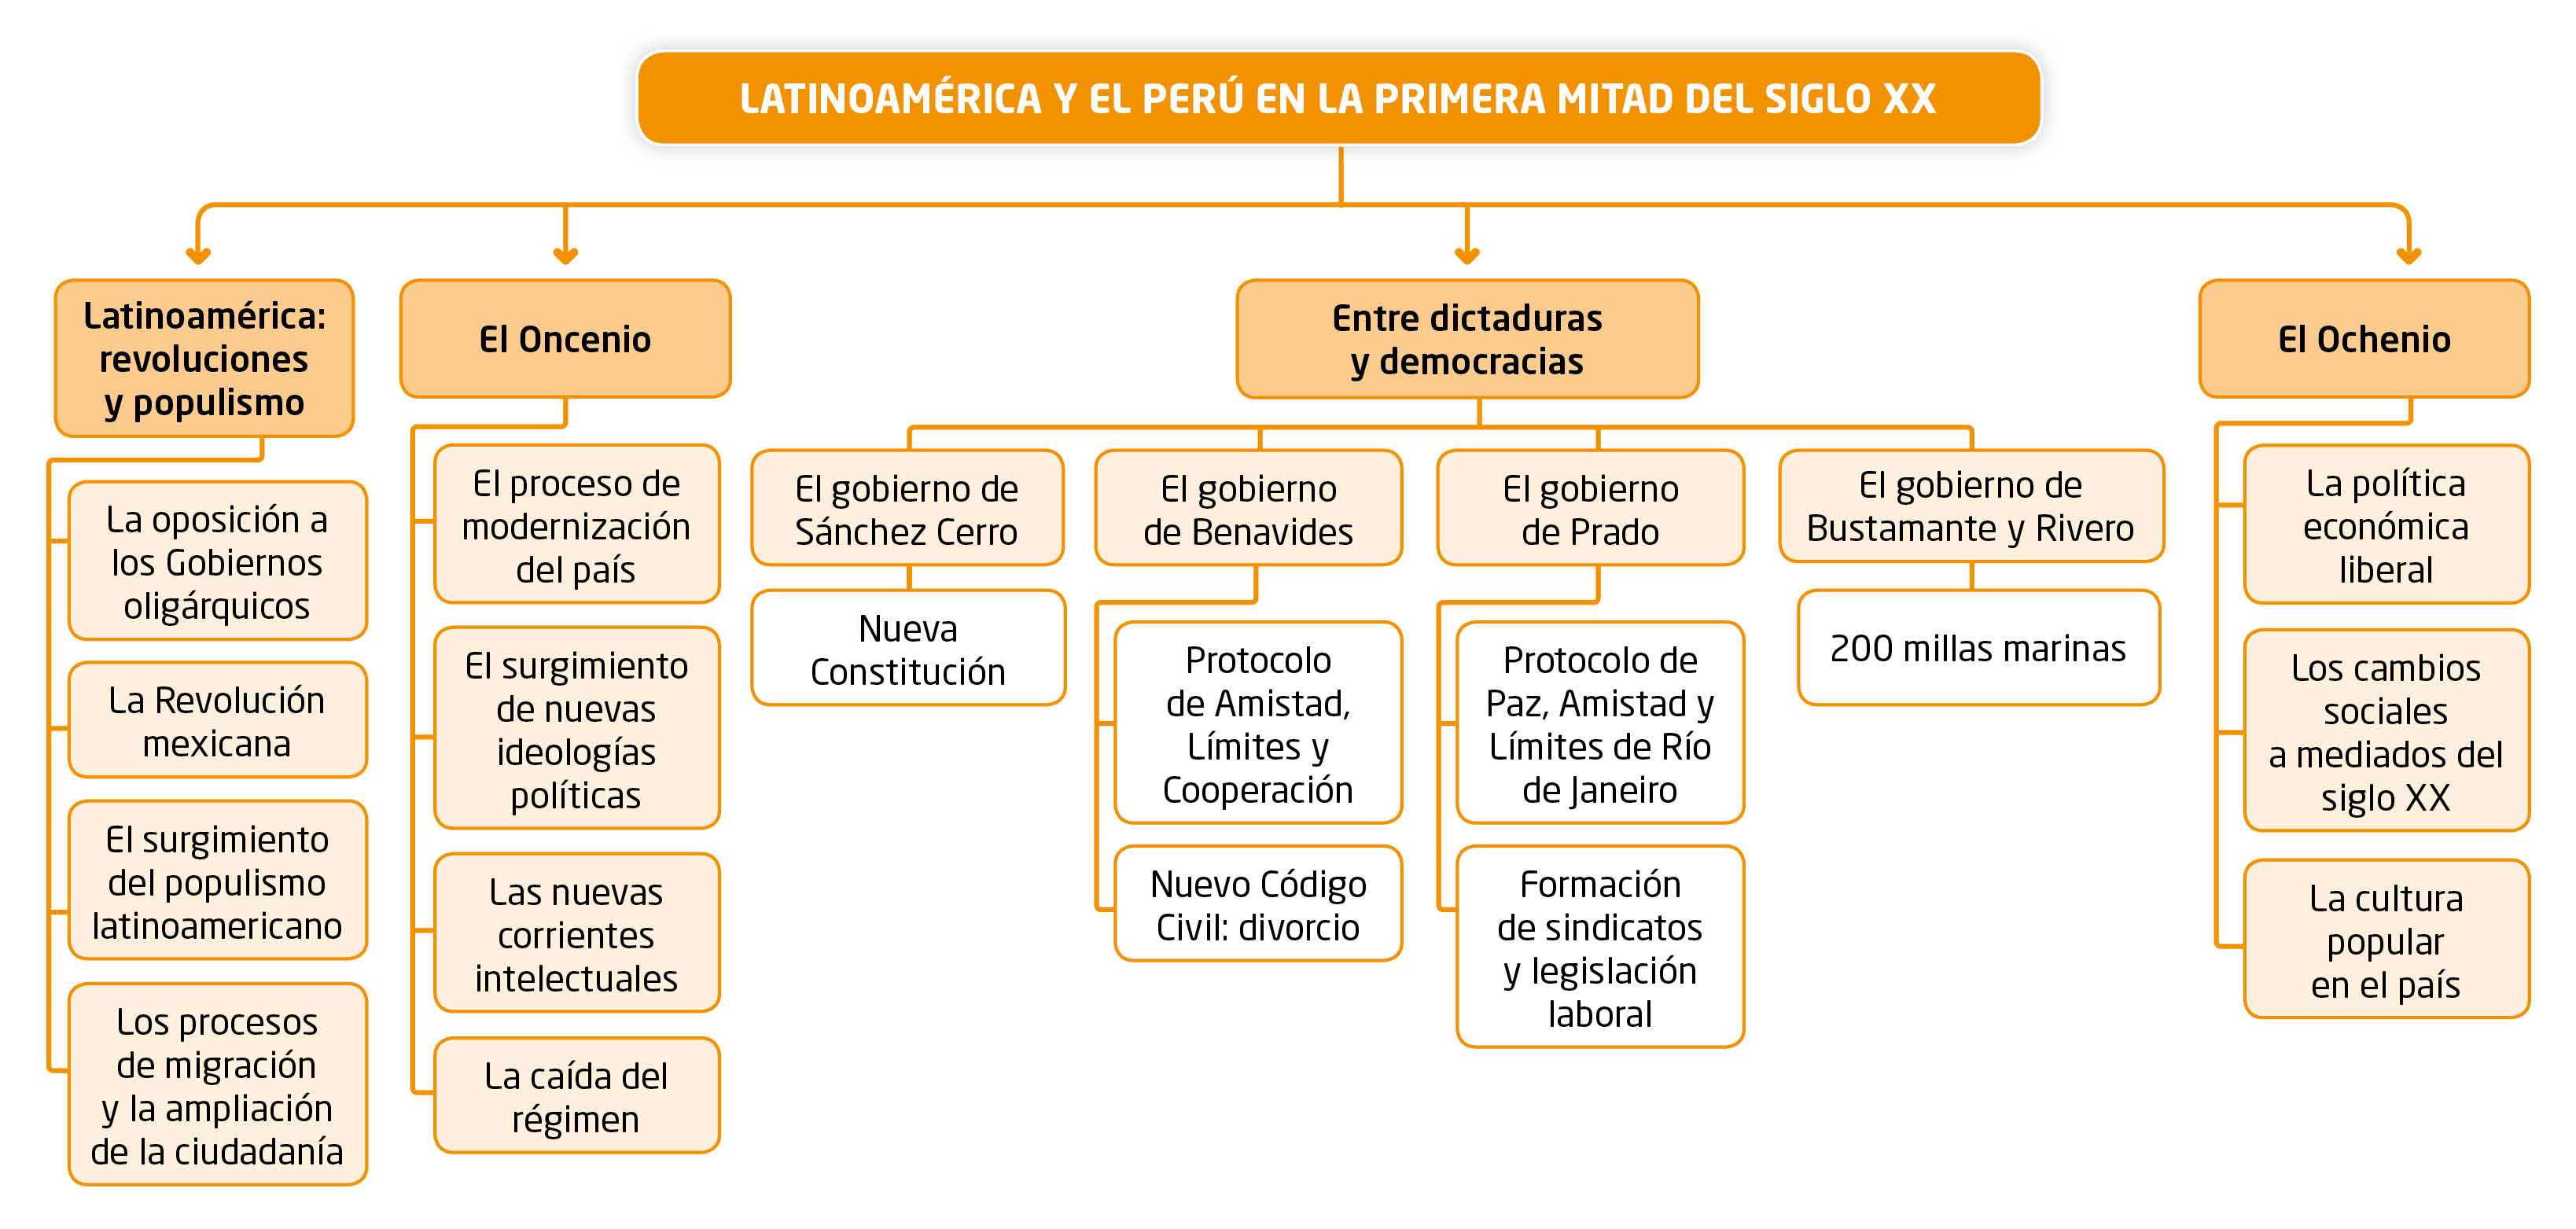 LATINOAMÉRICA Y EL PERÚ EN LA PRIMERA MITAD DEL SIGLO XX
Latinoamérica:
revoluciones
y populismo
La oposición a
los Gobiernos
oligárquicos
La Revolución
mexicana
El surgimiento
del populismo
latinoamericano
Los procesos
de migración
y la ampliación
de la ciudadanía
El Oncenio
El proceso de
modernización
del país
El surgimiento
de nuevas
ideologías
políticas
Las nuevas
corrientes
intelectuales
La caída del
régimen
Entre dictaduras
y democracias
El gobierno de
Sánchez Cerro
Nueva
Constitución
El gobierno
de Benavides
Protocolo
de Amistad,
Límites y
Cooperación
Nuevo Código
Civil: divorcio
El gobierno
de Prado
Protocolo de
Paz, Amistad y
Límites de Río
de Janeiro
Formación
de sindicatos
y legislación
laboral
El gobierno de
Bustamante y Rivero
200 millas marinas
El Ochenio
La política
económica
liberal
Los cambios
sociales
a mediados del
siglo XX
La cultura
popular
en el país